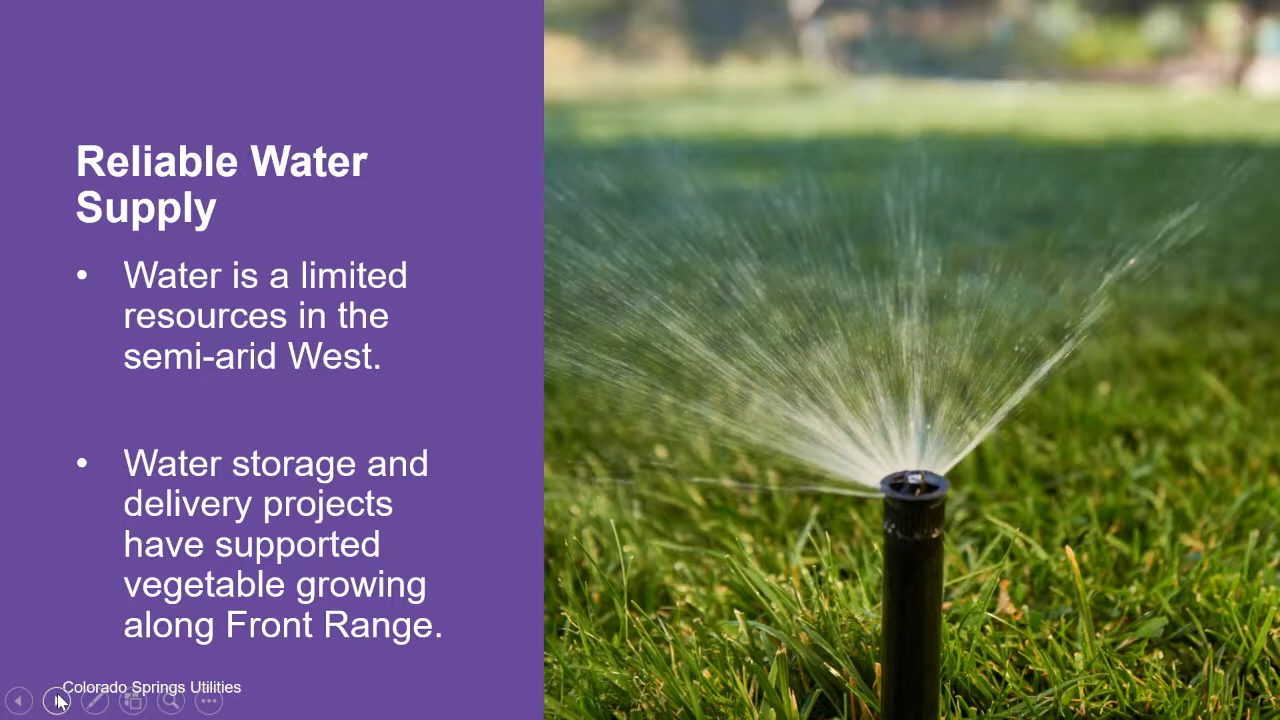 Reliable Water
Supply
• Water is a limited
resources in the
semi-arid West.
• Water storage and
delivery projects
have supported
vegetable growing
along Front Range.
Colorado Springs Utilities